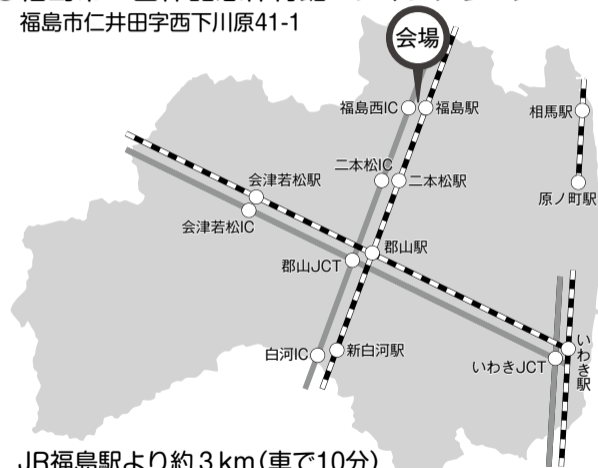 福島市仁井田字西下川原41-1
会場
福島西IC
福島駅
相馬駅
二本松IC
二本松駅
原ノ町駅
会津若松駅
会津若松IC
郡山駅
郡山JCT
白河IC
新白河駅
いわきJCT
いわき駅
JR福島駅より約3km(車で10分)